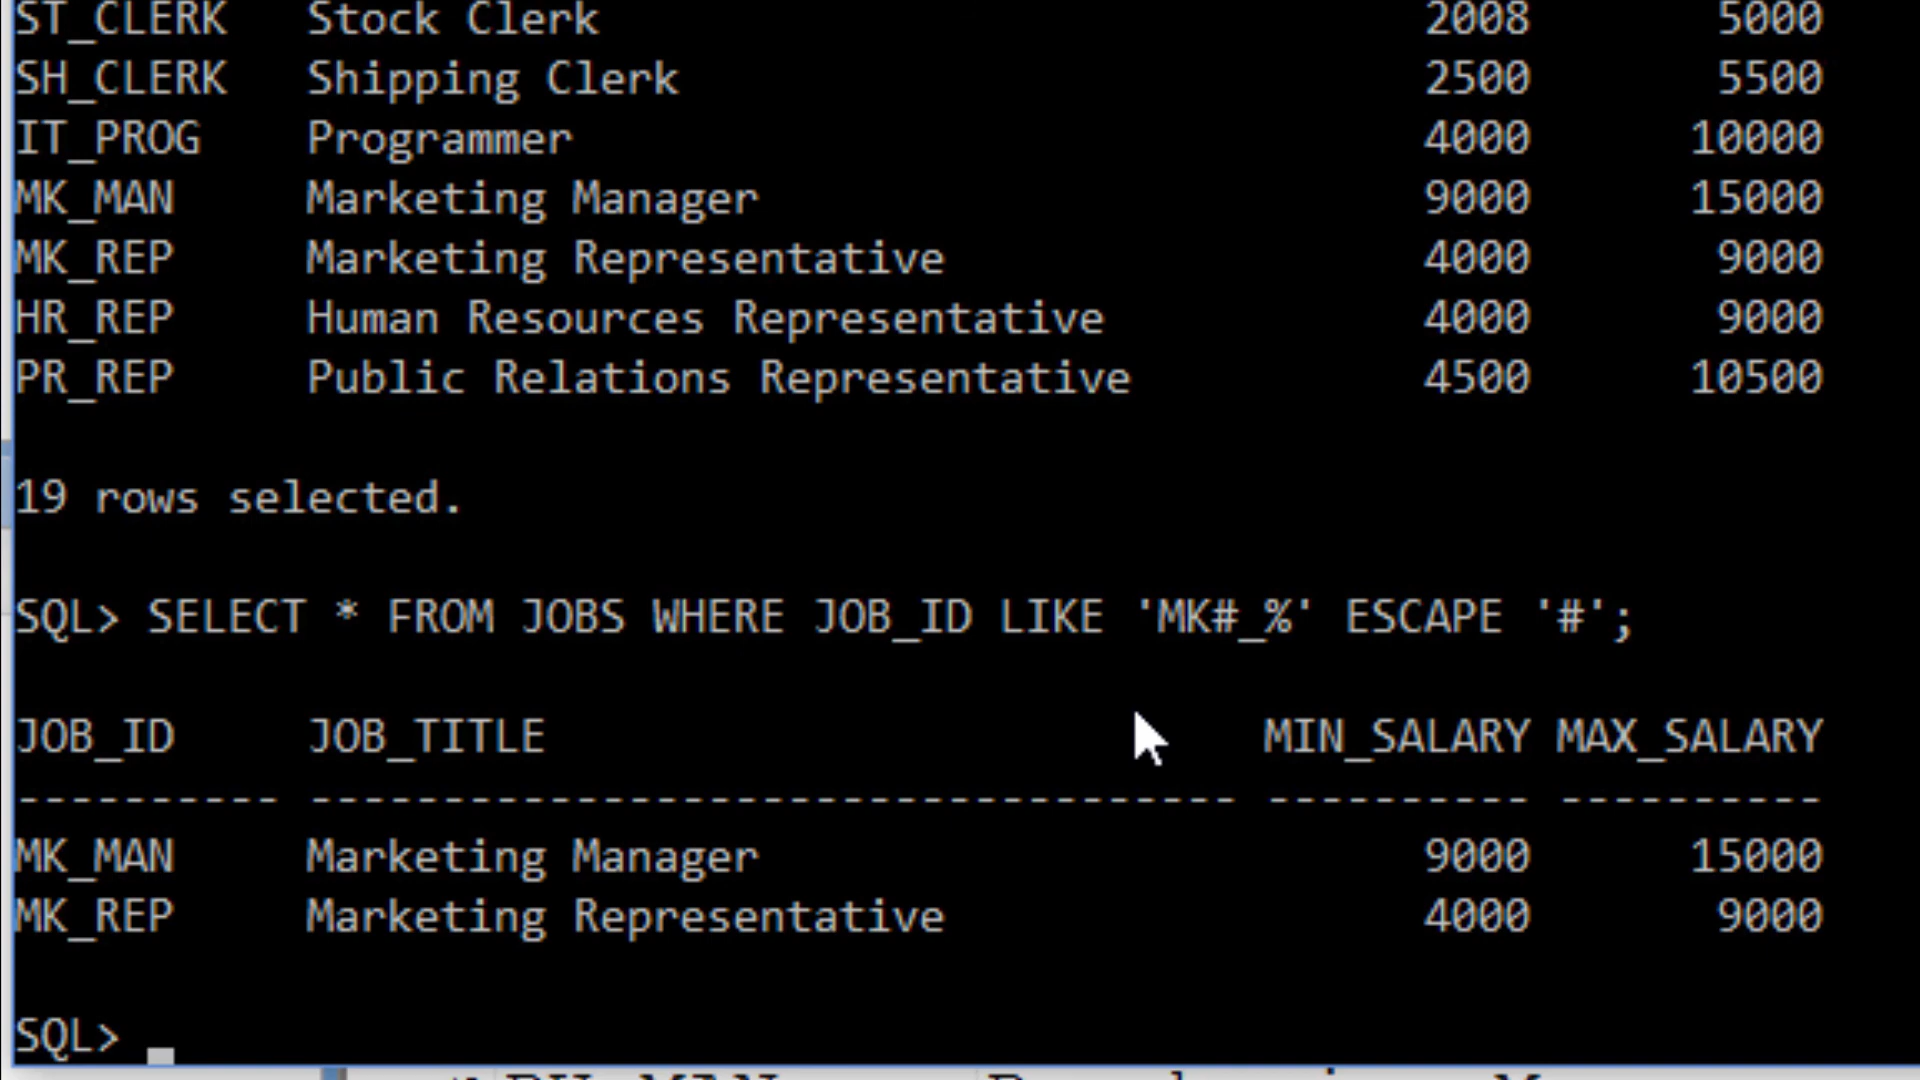 ST_CLERK Stock Clerk 2008 5000
SH_CLERK Shipping Clerk 2500 5500
IT_PROG Programmer 4000 10000
MK_MAN Marketing Manager 9000 15000
MK_REP Marketing Representative 4000 9000
HR_REP Human Resources Representative 4000 9000
PR_REP Public Relations Representative 4500 10500
19 rows selected.
SQL> SELECT * FROM JOBS WHERE JOB_ID LIKE 'MK#_%' ESCAPE '#';
JOB_ID JOB_TITLE MIN_SALARY MAX_SALARY
---------- ----------------------------------- ---------- ----------
MK_MAN Marketing Manager 9000 15000
MK_REP Marketing Representative 4000 9000
SQL>